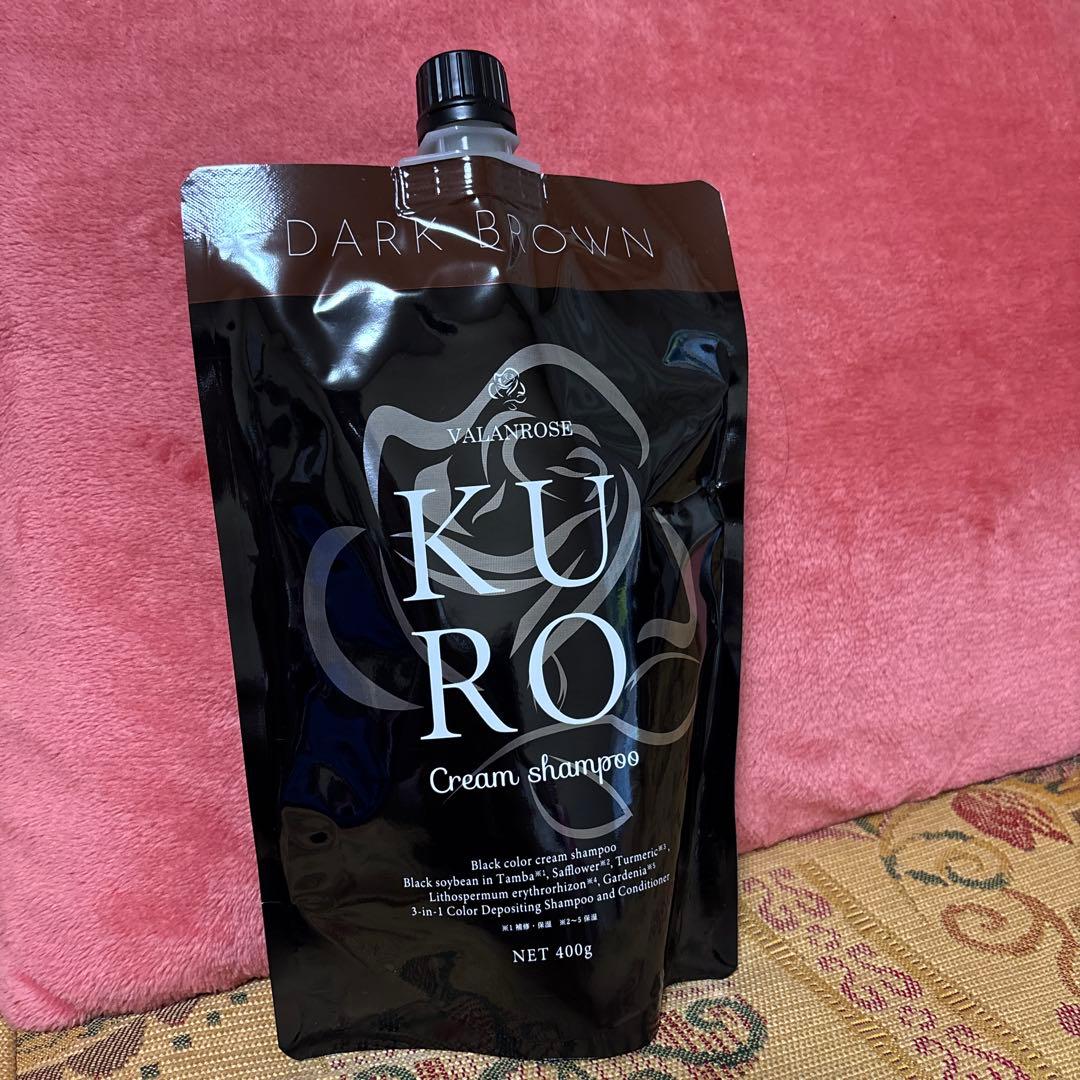 DARK BROWN
VALANROSE
KU
RO
Cream shampoo
Black color cream shampoo
Black soybean in Tamba※1, Safflower※2, Turmeric※3,
Lithospermum erythrorhizon※4, Gardenia※5
3-in-1 Color Depositing Shampoo and Conditioner
※1 補修・保湿 ※2～5 保湿
NET 400g